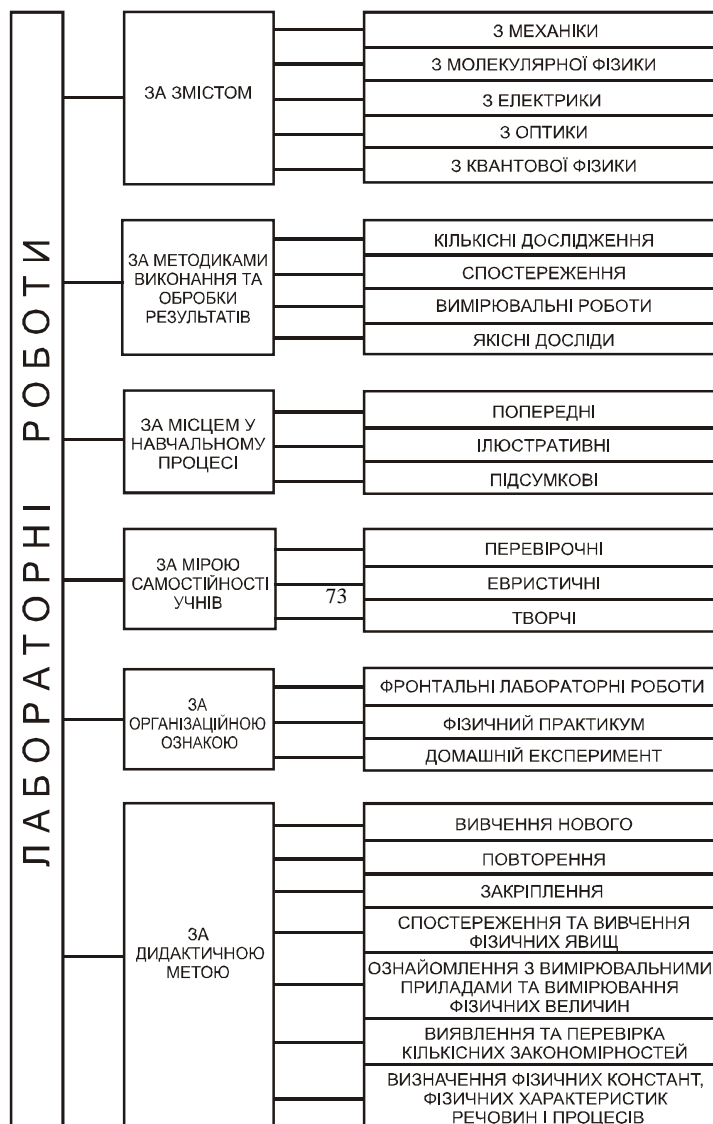 ЛАБОРАТОРНІ РОБОТИ
ЗА ЗМІСТОМ
З МЕХАНІКИ
З МОЛЕКУЛЯРНОЇ ФІЗИКИ
З ЕЛЕКТРИКИ
З ОПТИКИ
З КВАНТОВОЇ ФІЗИКИ
ЗА МЕТОДИКАМИ
ВИКОНАННЯ ТА
ОБРОБКИ
РЕЗУЛЬТАТІВ
КІЛЬКІСНІ ДОСЛІДЖЕННЯ
СПОСТЕРЕЖЕННЯ
ВИМІРЮВАЛЬНІ РОБОТИ
ЯКІСНІ ДОСЛІДИ
ЗА МІСЦЕМ У
НАВЧАЛЬНОМУ
ПРОЦЕСІ
ПОПЕРЕДНІ
ІЛЮСТРАТИВНІ
ПІДСУМКОВІ
ЗА МІРОЮ
САМОСТІЙНОСТІ
УЧНІВ
73
ПЕРЕВІРОЧНІ
ЕВРИСТИЧНІ
ТВОРЧІ
ЗА
ОРГАНІЗАЦІЙНОЮ
ОЗНАКОЮ
ФРОНТАЛЬНІ ЛАБОРАТОРНІ РОБОТИ
ФІЗИЧНИЙ ПРАКТИКУМ
ДОМАШНІЙ ЕКСПЕРИМЕНТ
ЗА
ДИДАКТИЧНОЮ
МЕТОЮ
ВИВЧЕННЯ НОВОГО
ПОВТОРЕННЯ
ЗАКРІПЛЕННЯ
СПОСТЕРЕЖЕННЯ ТА ВИВЧЕННЯ
ФІЗИЧНИХ ЯВИЩ
ОЗНАЙОМЛЕННЯ З ВИМІРЮВАЛЬНИМИ
ПРИЛАДАМИ ТА ВИМІРЮВАННЯ
ФІЗИЧНИХ ВЕЛИЧИН
ВИЯВЛЕННЯ ТА ПЕРЕВІРКА
КІЛЬКІСНИХ ЗАКОНОМІРНОСТЕЙ
ВИЗНАЧЕННЯ ФІЗИЧНИХ КОНСТАНТ,
ФІЗИЧНИХ ХАРАКТЕРИСТИК
РЕЧОВИН І ПРОЦЕСІВ